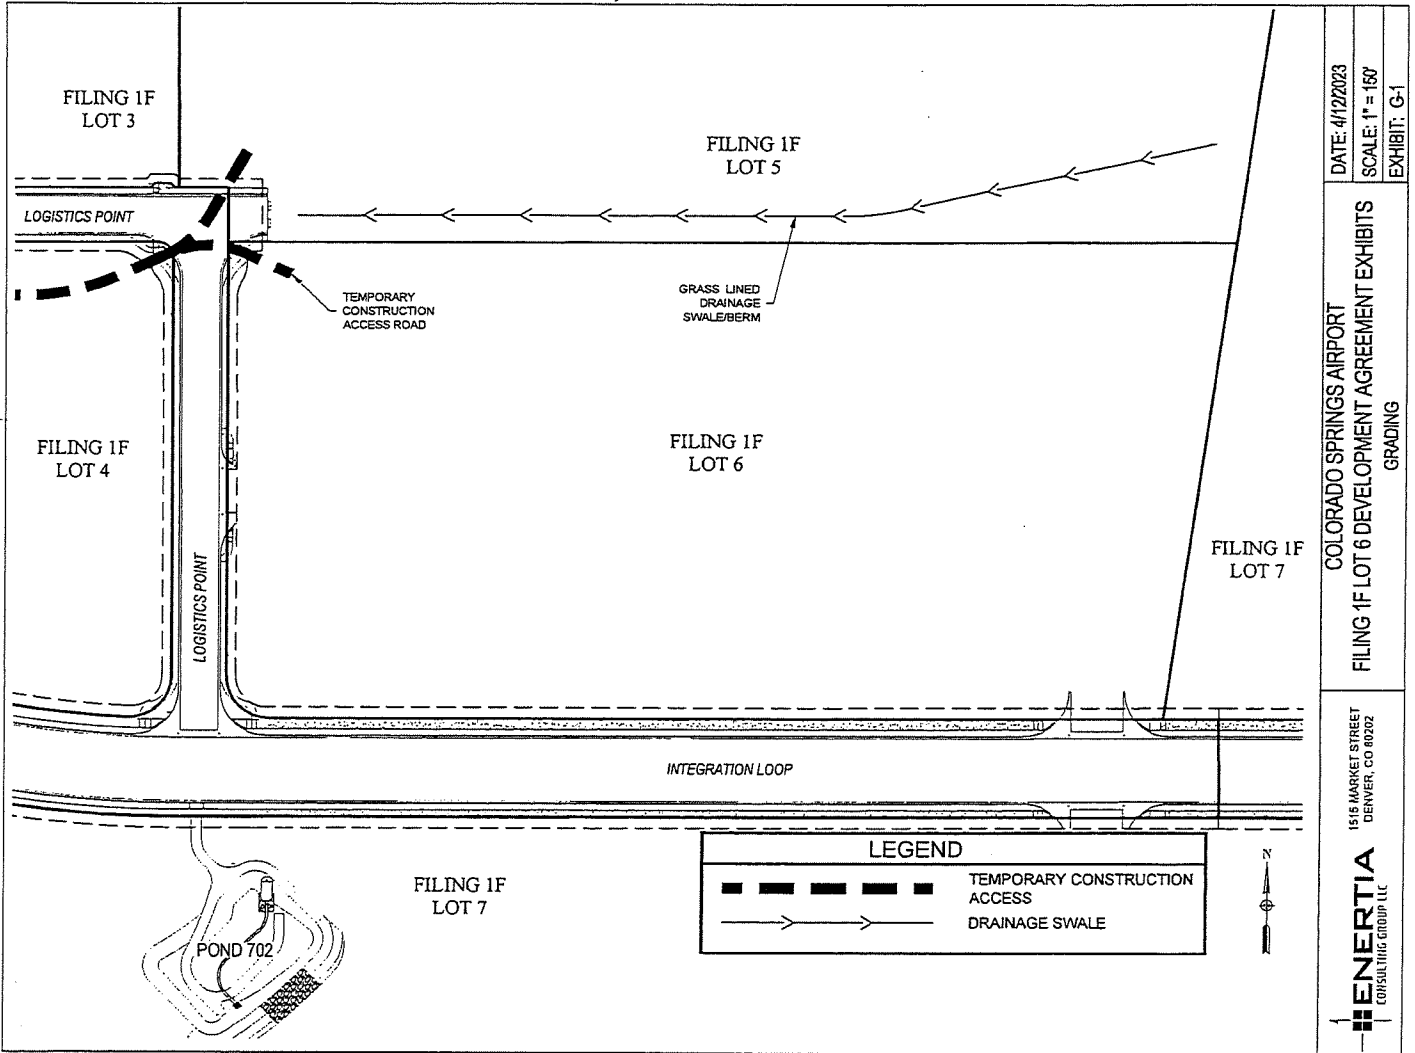 FILING 1F
LOT 3
FILING 1F
LOT 5
LOGISTICS POINT
TEMPORARY
CONSTRUCTION
ACCESS ROAD
GRASS LINED
DRAINAGE
SWALE/BERM
FILING 1F
LOT 4
FILING 1F
LOT 6
FILING 1F
LOT 7
LOGISTICS POINT
INTEGRATION LOOP
FILING 1F
LOT 7
POND 702
LEGEND
TEMPORARY CONSTRUCTION
ACCESS
DRAINAGE SWALE
N
DATE: 4/12/2023
SCALE: 1" = 150'
EXHIBIT: G-1
COLORADO SPRINGS AIRPORT
FILING 1F LOT 6 DEVELOPMENT AGREEMENT EXHIBITS
GRADING
1515 MARKET STREET
DENVER, CO 80202
ENERTIA
CONSULTING GROUP LLC